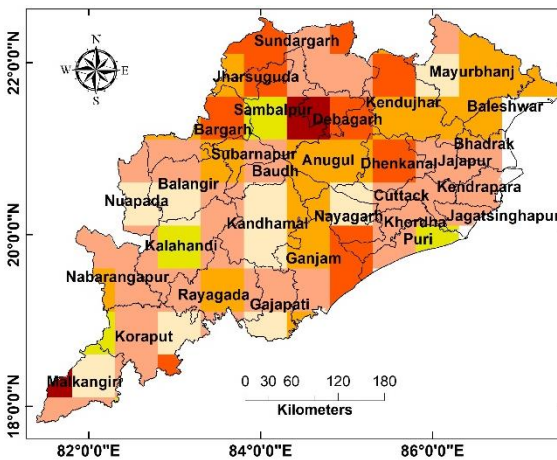 N
W E
S
22°0'0"N
20°0'0"N
18°0'0"N
Sundargarh
Jharsuguda
Mayurbhanj
Sambalpur
Kendujhar
Baleshwar
Debagarh
Bargarh
Bhadrak
Subarnapur
Anugul
Dhenkanal
Jajapur
Baudh
Balangir
Kendrapara
Nuapada
Cuttack
Kandhamal
Nayagarh
Khordha
Jagatsinghapur
Kalahandi
Puri
Ganjam
Nabarangapur
Rayagada
Gajapati
Koraput
Malkangiri
0 30 60 120 180
Kilometers
82°0'0"E 84°0'0"E 86°0'0"E